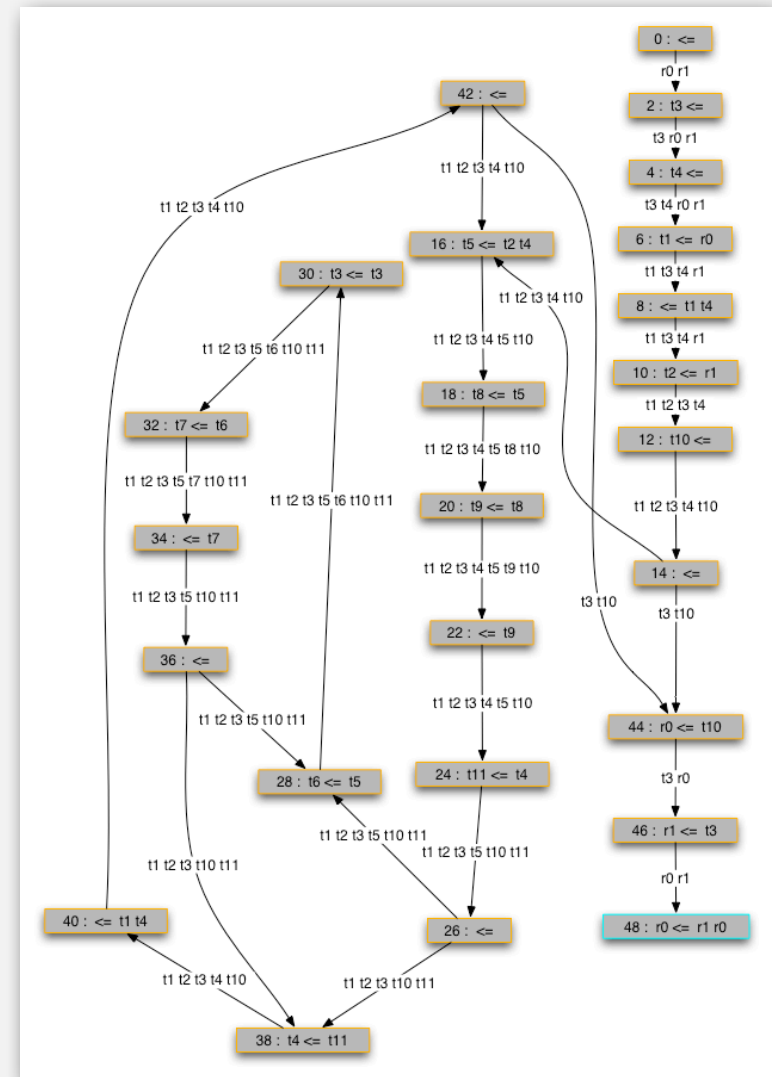 0 : <=
r0 r1
42 : <=
2 : t3 <=
t3 r0 r1
t1 t2 t3 t4 t10
4 : t4 <=
t1 t2 t3 t4 t10
t3 t4 r0 r1
16 : t5 <= t2 t4
6 : t1 <= r0
30 : t3 <= t3
t1 t3 t4 r1
t1 t2 t3 t4 t10
8 : <= t1 t4
t1 t2 t3 t4 t5 t10
t1 t3 t4 r1
t1 t2 t3 t5 t6 t10 t11
10 : t2 <= r1
18 : t8 <= t5
t1 t2 t3 t4
32 : t7 <= t6
12 : t10 <=
t1 t2 t3 t4 t5 t8 t10
t1 t2 t3 t5 t7 t10 t11
t1 t2 t3 t5 t6 t10 t11
20 : t9 <= t8
t1 t2 t3 t4 t10
34 : <= t7
t1 t2 t3 t4 t5 t9 t10
14 : <=
t1 t2 t3 t5 t10 t11
t3 t10
t3 t10
22 : <= t9
36 : <=
t1 t2 t3 t4 t5 t10
t1 t2 t3 t5 t10 t11
44 : r0 <= t10
28 : t6 <= t5
24 : t11 <= t4
t3 r0
t1 t2 t3 t5 t10 t11
46 : r1 <= t3
t1 t2 t3 t5 t10 t11
t1 t2 t3 t10 t11
r0 r1
40 : <= t1 t4
26 : <=
48 : r0 <= r1 r0
t1 t2 t3 t4 t10
t1 t2 t3 t10 t11
38 : t4 <= t11